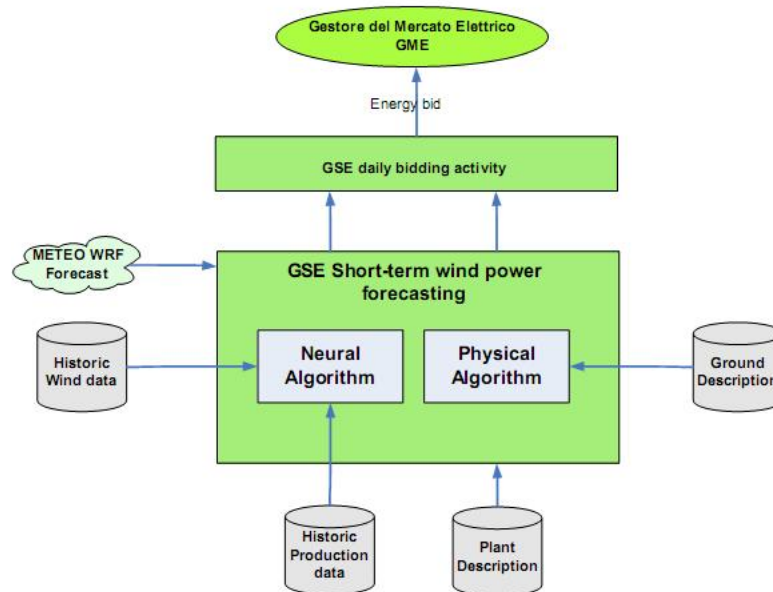 Gestore del Mercato Elettrico
GME
Energy bid
GSE daily bidding activity
METEO WRF
Forecast
GSE Short-term wind power
forecasting
Historic
Wind data
Neural
Algorithm
Physical
Algorithm
Ground
Description
Historic
Production
data
Plant
Description